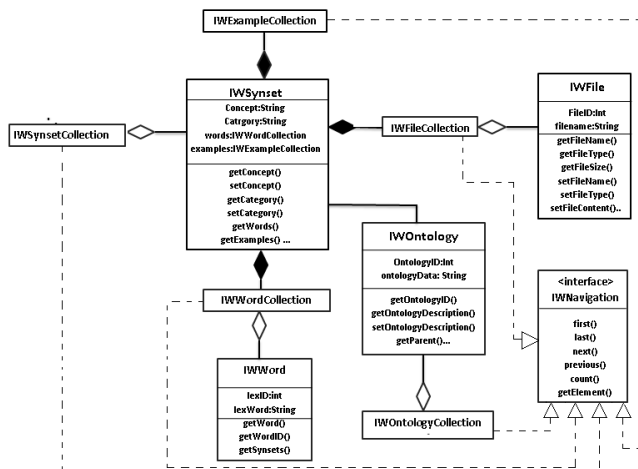 IWExampleCollection
IWSynset
Concept:String
Catrgory:String
words:IWWordCollection
examples:IWExampleCollection
getConcept()
setConcept()
getCategory()
setCategory()
getWords()
getExamples() ...
IWSynsetCollection
IWFileCollection
IWFile
FileID:Int
filename:String
getFileName()
getFileType()
getFileSize()
setFileName()
setFileType()
setFileContent()..
IWOntology
OntologyID:Int
ontologyData: String
getOntologyID()
getOntologyDescription()
setOntologyDescription()
getParent()...
IWWordCollection
<interface>
IWNavigation
first()
last()
next()
previous()
count()
getElement()
IWWord
lexID:int
lexWord:String
getWord()
getWordID()
getSynsets()
IWOntologyCollection